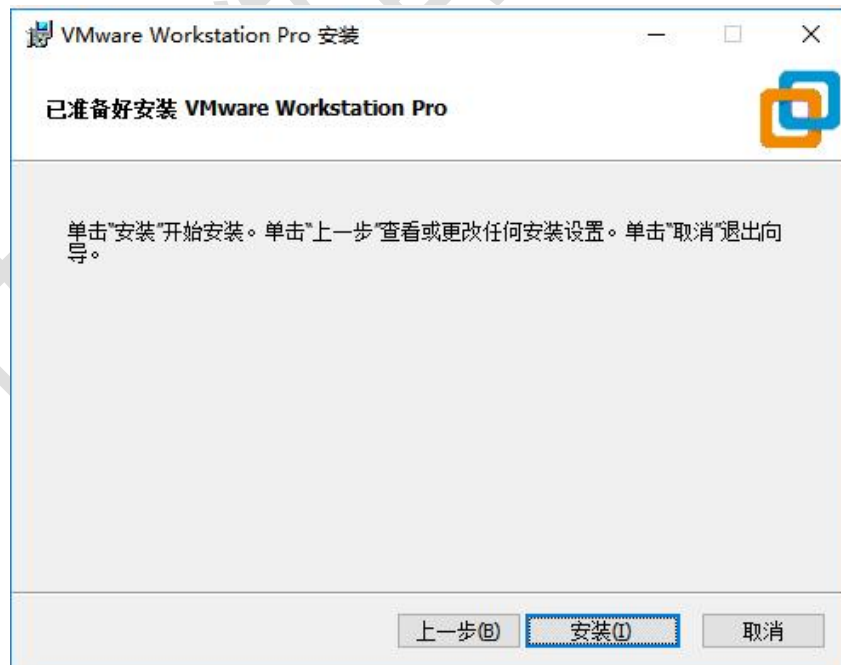 VMware Workstation Pro 安装
已准备好安装 VMware Workstation Pro
单击"安装"开始安装。单击"上一步"查看或更改任何安装设置。单击"取消"退出向
导。
上一步(B) 安装(I) 取消